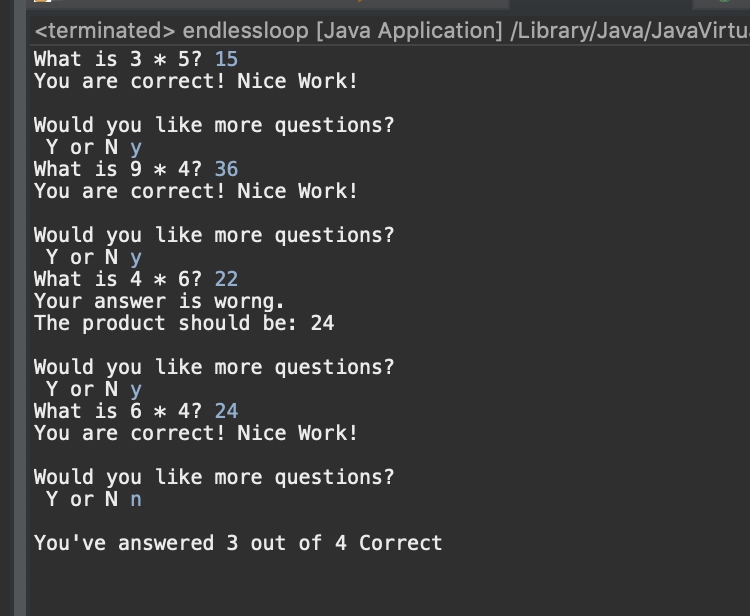 <terminated> endlessloop [Java Application] /Library/Java/JavaVirtu
What is 3 * 5? 15
You are correct! Nice Work!
Would you like more questions?
Y or N y
What is 9 * 4? 36
You are correct! Nice Work!
Would you like more questions?
Y or N y
What is 4 * 6? 22
Your answer is worng.
The product should be: 24
Would you like more questions?
Y or N y
What is 6 * 4? 24
You are correct! Nice Work!
Would you like more questions?
Y or N n
You've answered 3 out of 4 Correct